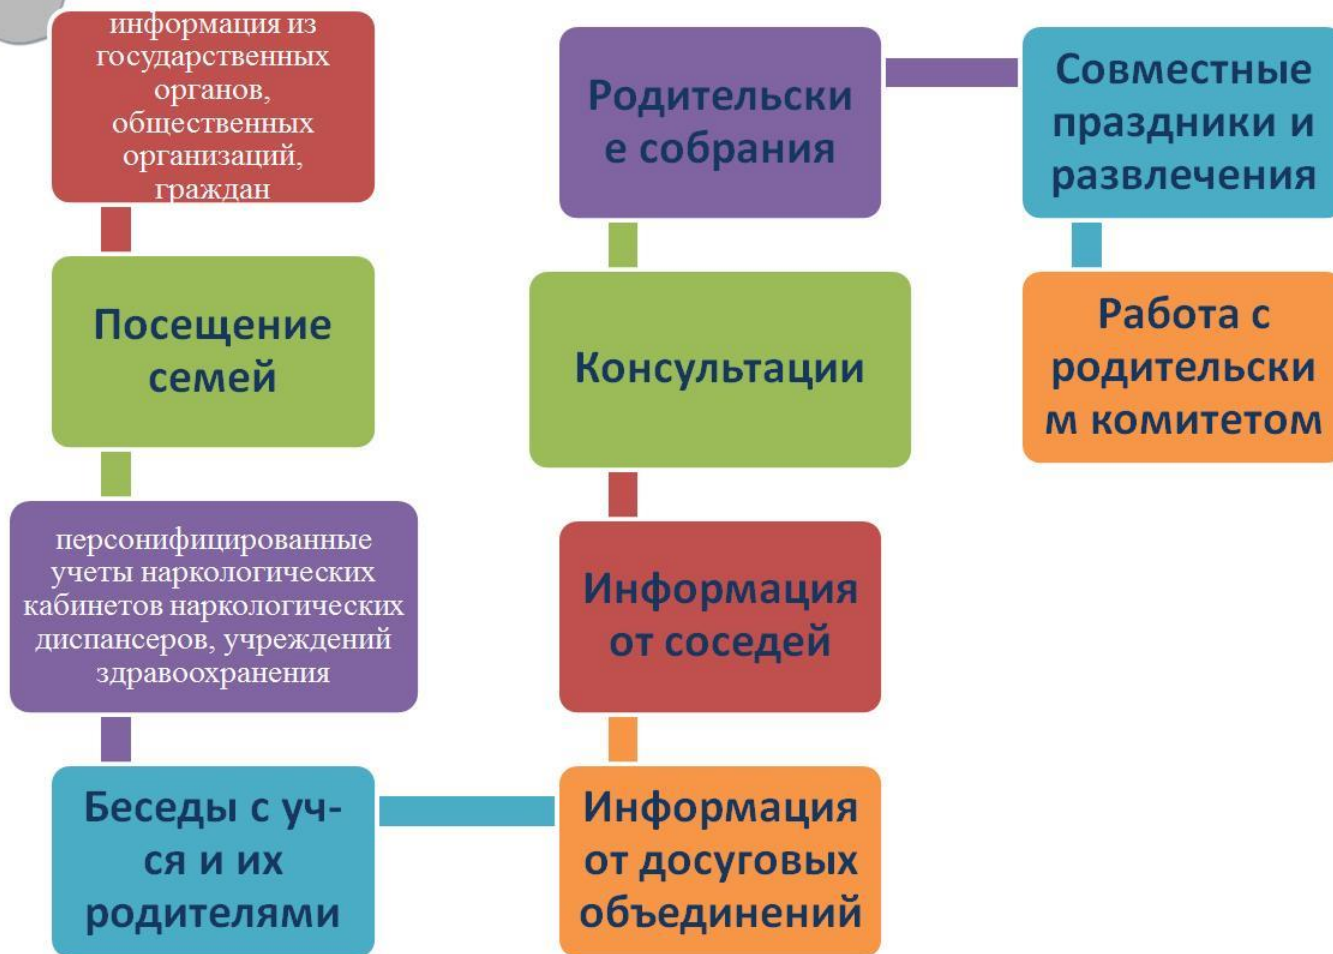 информация из
государственных
органов,
общественных
организаций,
граждан
Посещение
семей
персонифицированные
учеты наркологических
кабинетов наркологических
диспансеров, учреждений
здравоохранения
Беседы с уч-
ся и их
родителями
Информация
от досуговых
объединений
Информация
от соседей
Консультации
Родительски
е собрания
Совместные
праздники и
развлечения
Работа с
родительски
м комитетом